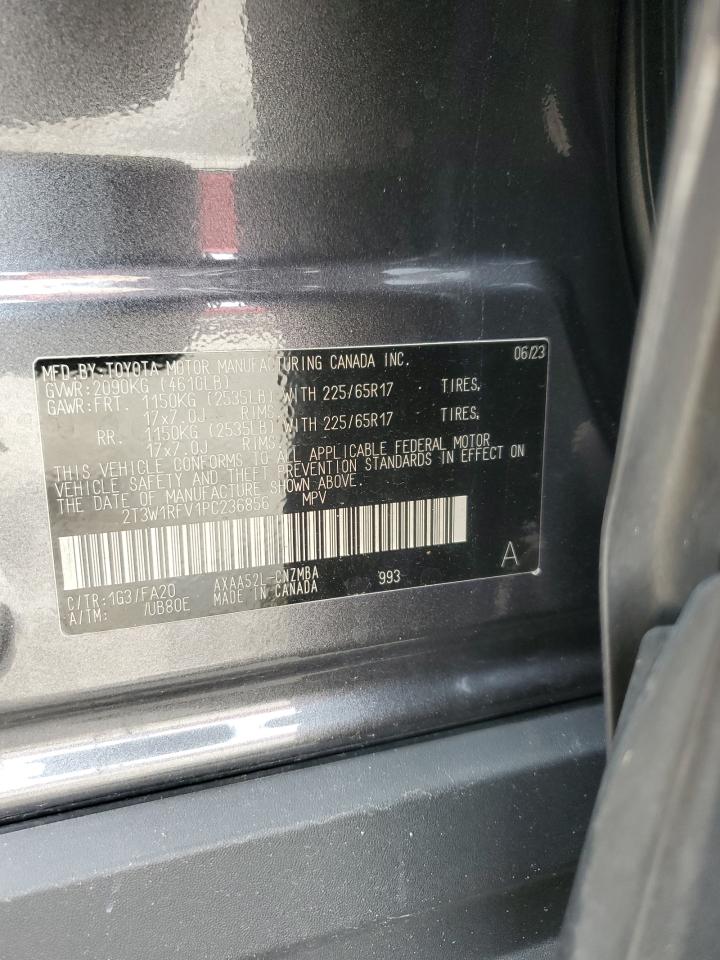 MFD.BY:TOYOTA MOTOR MANUFACTURING CANADA INC. 06/23
GVWR:2090KG (4610LB)
GAWR:FRT. 1150KG (2535LB) WITH 225/65R17 TIRES,
17x7.0J RIMS
RR. 1150KG (2535LB) WITH 225/65R17 TIRES,
17x7.0J RIMS
THIS VEHICLE CONFORMS TO ALL APPLICABLE FEDERAL MOTOR
VEHICLE SAFETY AND THEFT PREVENTION STANDARDS IN EFFECT ON
THE DATE OF MANUFACTURE SHOWN ABOVE.
2T3W1RFV1PC236856 MPV
C/TR:1G3/FA20 AXAA52L-CNZMBA 993 A
A/TM: /UB80E MADE IN CANADA